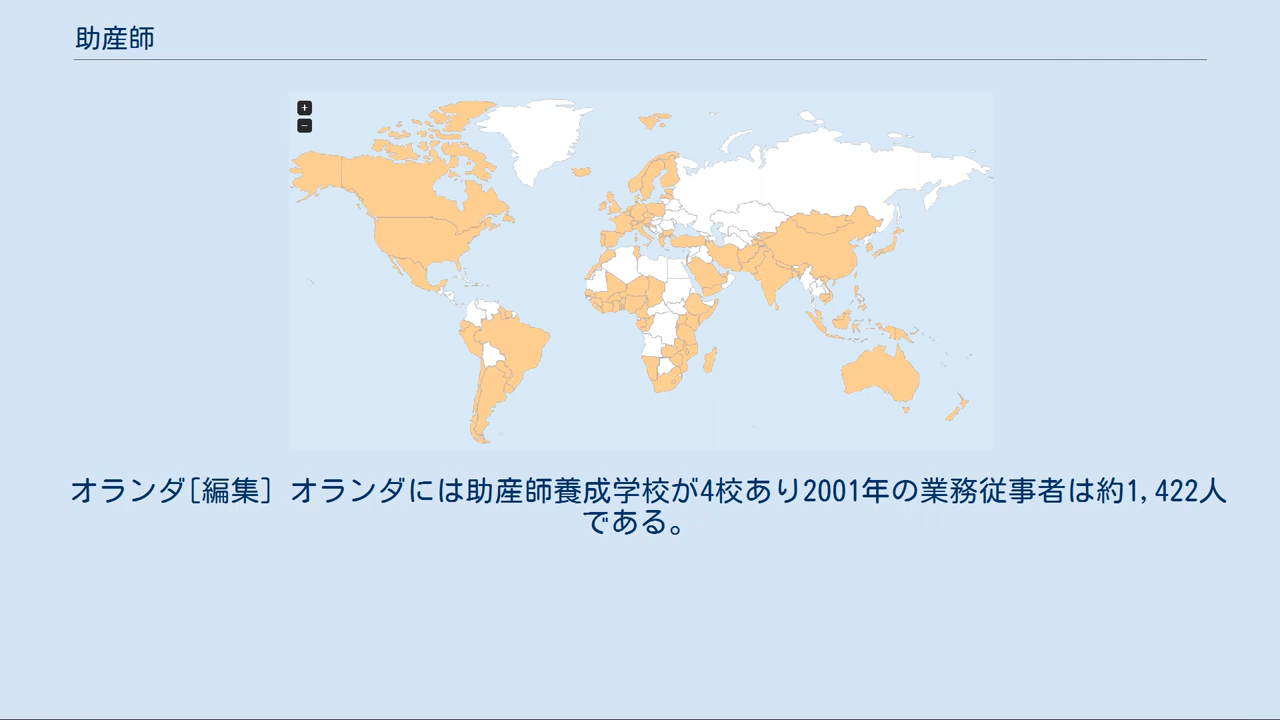 助産師
+
−
オランダ[編集] オランダには助産師養成学校が4校あり2001年の業務従事者は約1,422人
である。